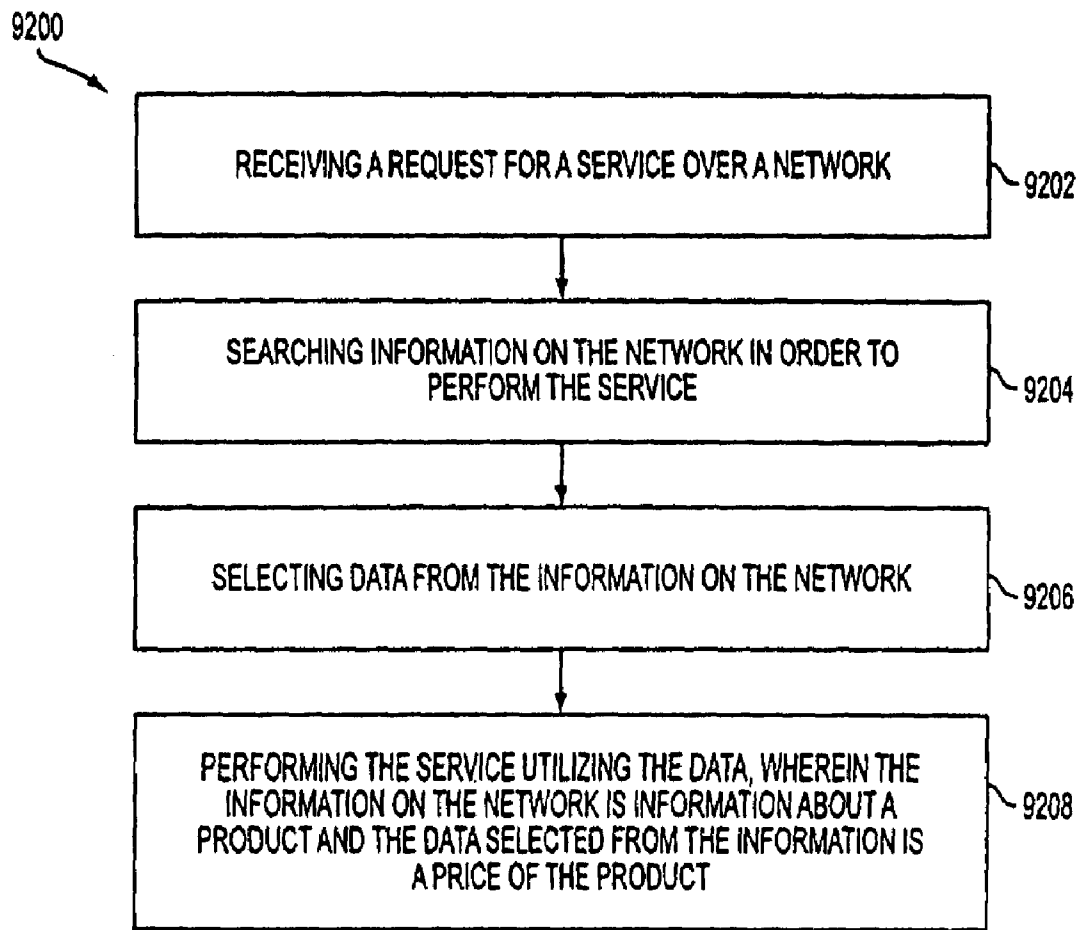 9200
RECEIVING A REQUEST FOR A SERVICE OVER A NETWORK
9202
SEARCHING INFORMATION ON THE NETWORK IN ORDER TO
PERFORM THE SERVICE
9204
SELECTING DATA FROM THE INFORMATION ON THE NETWORK
9206
PERFORMING THE SERVICE UTILIZING THE DATA, WHEREIN THE
INFORMATION ON THE NETWORK IS INFORMATION ABOUT A
PRODUCT AND THE DATA SELECTED FROM THE INFORMATION IS
A PRICE OF THE PRODUCT
9208